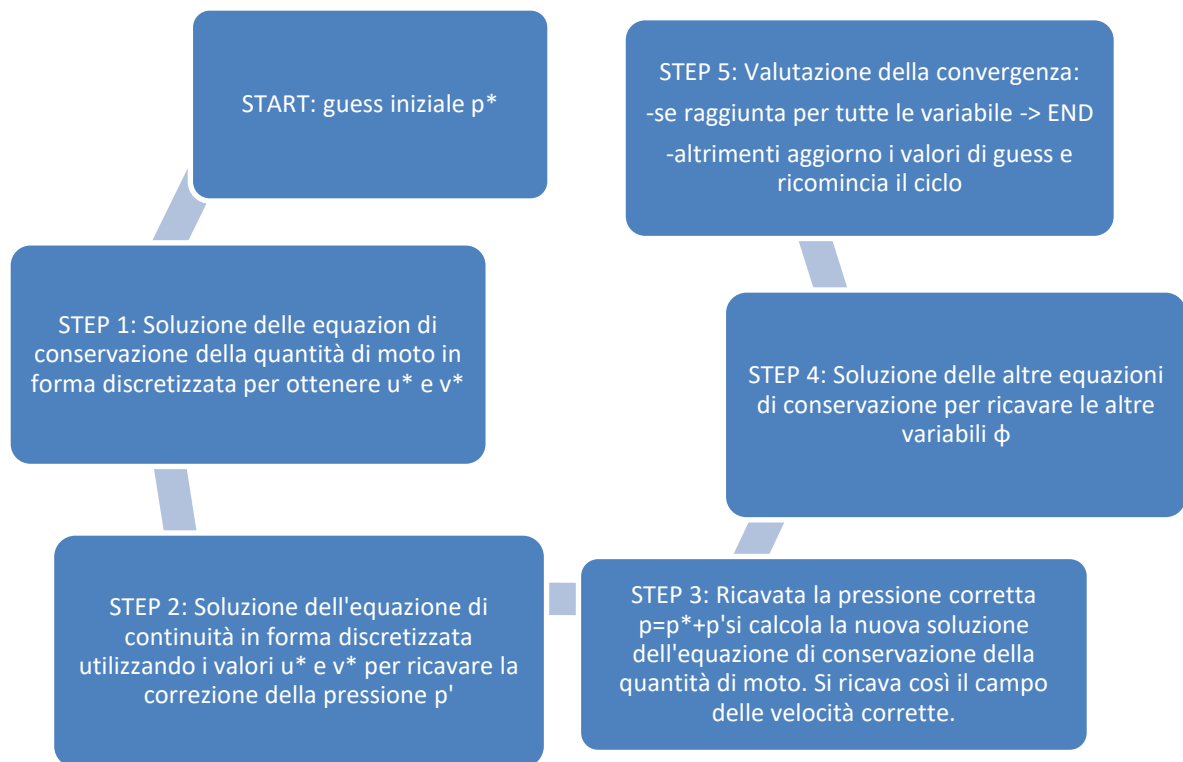 START: guess iniziale p*
STEP 1: Soluzione delle equazion di
conservazione della quantità di moto in
forma discretizzata per ottenere u* e v*
STEP 2: Soluzione dell'equazione di
continuità in forma discretizzata
utilizzando i valori u* e v* per ricavare la
correzione della pressione p'
STEP 3: Ricavata la pressione corretta
p=p*+p'si calcola la nuova soluzione
dell'equazione di conservazione della
quantità di moto. Si ricava così il campo
delle velocità corrette.
STEP 4: Soluzione delle altre equazioni
di conservazione per ricavare le altre
variabili ф
STEP 5: Valutazione della convergenza:
-se raggiunta per tutte le variabile -> END
-altrimenti aggiorno i valori di guess e
ricomincia il ciclo